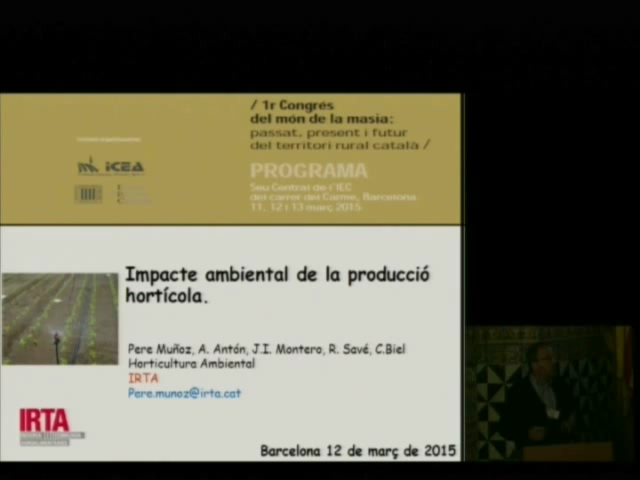 / 1r Congrés
del món de la masia:
passat, present i futur
del territori rural català /
ICEA
PROGRAMA
Seu Central de l'IEC
del carrer del Carme, Barcelona
11, 12 i 13 març 2015
Impacte ambiental de la producció
hortícola.
Pere Muñoz, A. Antón, J.I. Montero, R. Savé, C.Biel
Horticultura Ambiental
IRTA
Pere.munoz@irta.cat
IRTA
Barcelona 12 de març de 2015